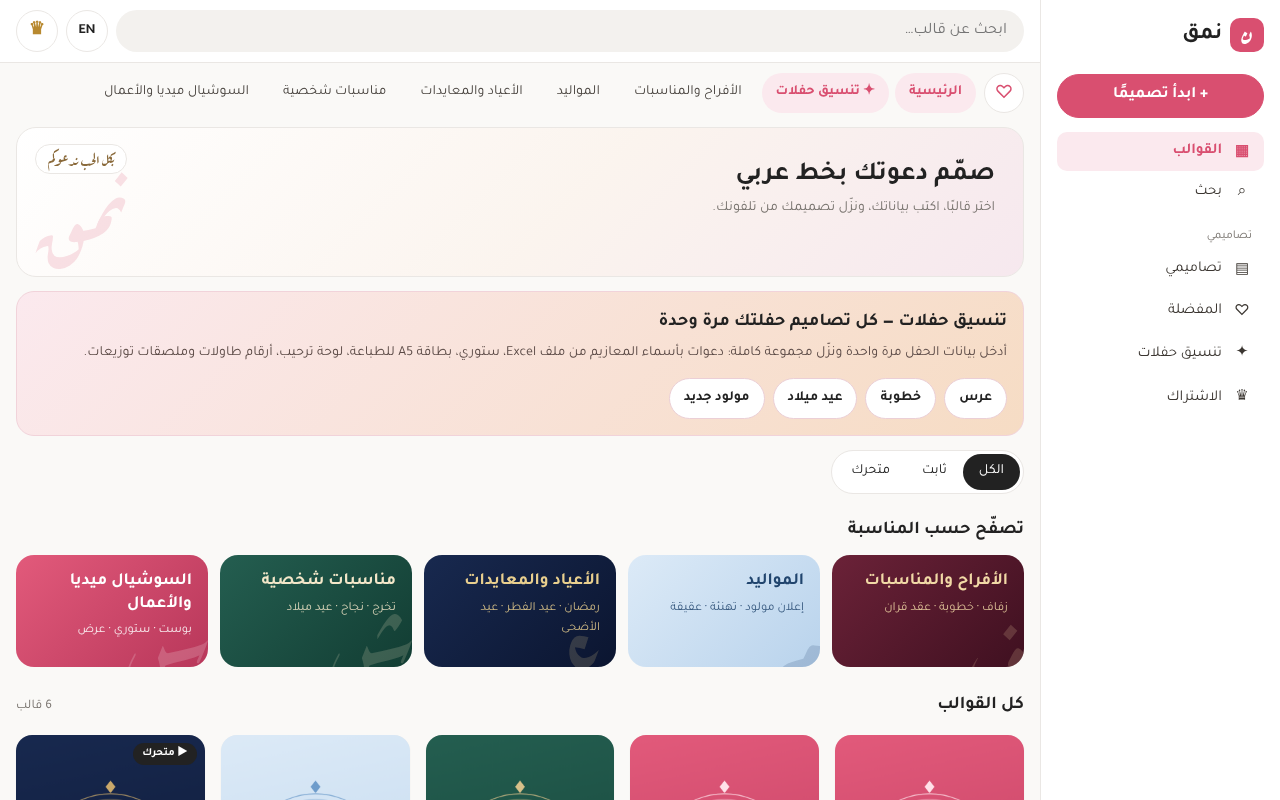 نمق
+ ابدأ تصميمًا
القوالب
بحث
تصاميمي
تصاميمي
المفضلة
تنسيق حفلات
الاشتراك
ابحث عن قالب...
EN
الرئيسية
✦ تنسيق حفلات
الأفراح والمناسبات
المواليد
الأعياد والمعايدات
مناسبات شخصية
السوشيال ميديا والأعمال
صمّم دعوتك بخط عربي
اختر قالبًا، اكتب بياناتك، ونزّل تصميمك من تلفونك.
بكل الحب ندعوكم
نمق
تنسيق حفلات – كل تصاميم حفلتك مرة وحدة
أدخل بيانات الحفل مرة واحدة ونزّل مجموعة كاملة: دعوات بأسماء المعازيم من ملف Excel، ستوري، بطاقة A5 للطباعة، لوحة ترحيب، أرقام طاولات وملصقات توزيعات.
عرس
خطوبة
عيد ميلاد
مولود جديد
الكل
ثابت
متحرك
تصفّح حسب المناسبة
الأفراح والمناسبات
زفاف · خطوبة · عقد قران
المواليد
إعلان مولود · تهنئة · عقيقة
الأعياد والمعايدات
رمضان · عيد الفطر · عيد
الأضحى
مناسبات شخصية
تخرج · نجاح · عيد ميلاد
السوشيال ميديا
والأعمال
بوست · ستوري · عرض
كل القوالب
6 قالب
▶ متحرك